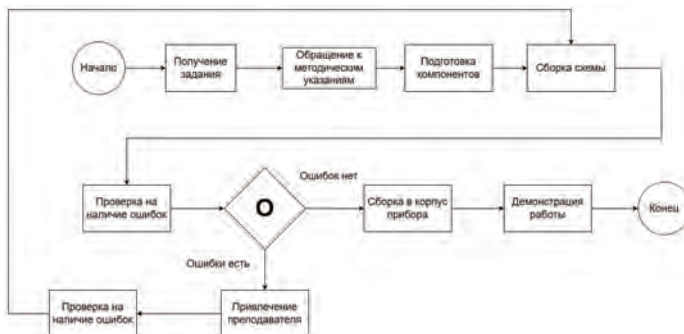 Начало
Получение
задания
Обращение к
методическим
указаниям
Подготовка
компонентов
Сборка схемы
Проверка на
наличие ошибок
О
Ошибок нет
Сборка в корпус
прибора
Демонстрация
работы
Конец
Ошибки есть
Проверка на
наличие ошибок
Привлечение
преподавателя